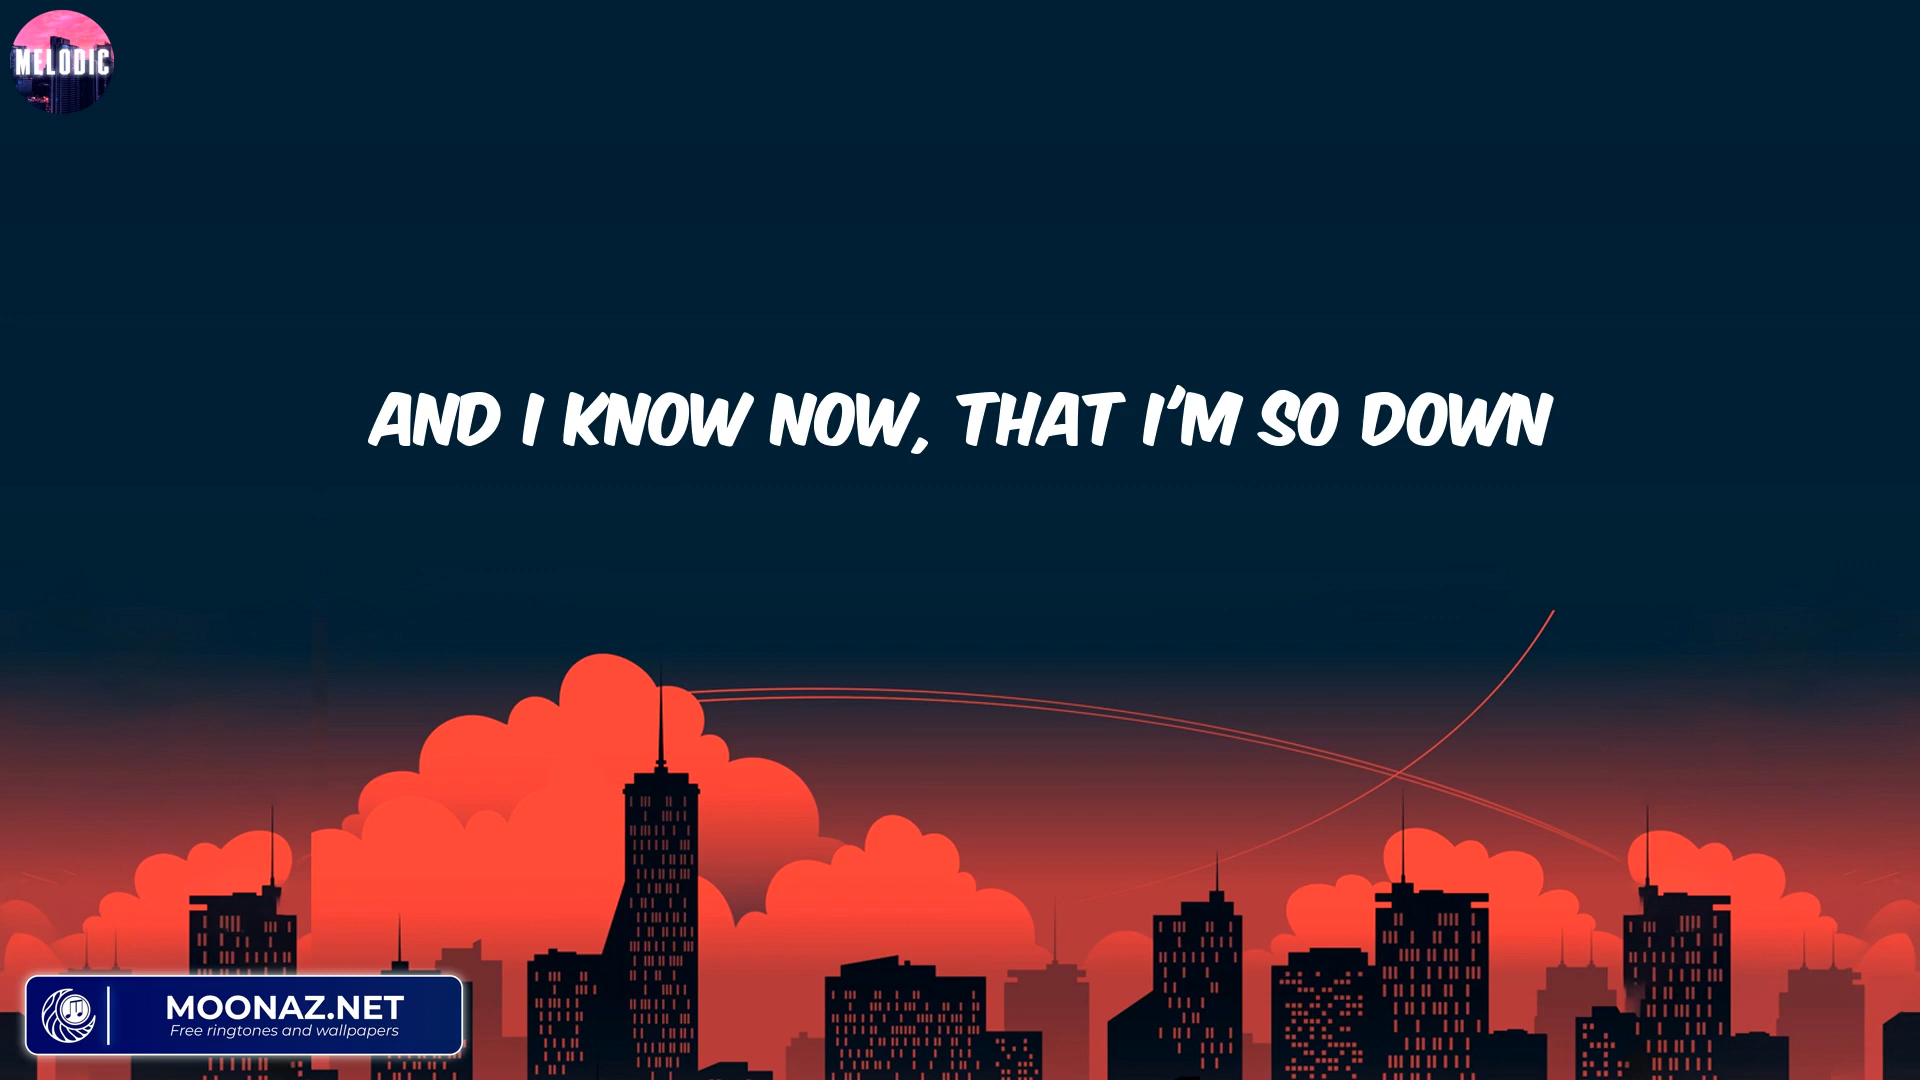 MELODIC
AND I KNOW NOW, THAT I'M SO DOWN
MOONAZ.NET
Free ringtones and wallpapers